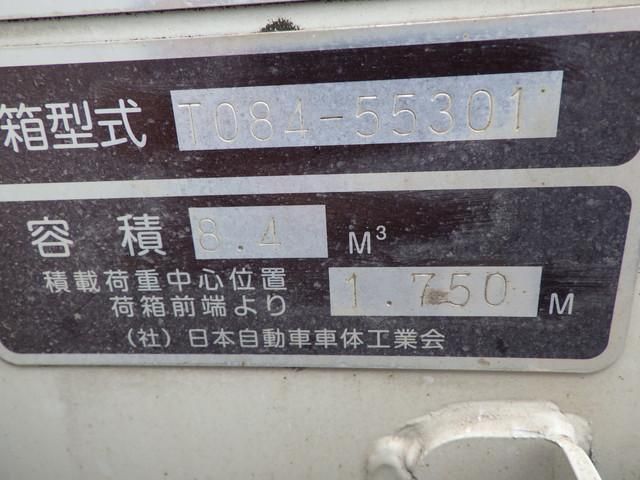 箱型式 T084-55301
容積 8.4 M³
積載荷重中心位置
荷箱前端より 1.750 M
（社）日本自動車車体工業会